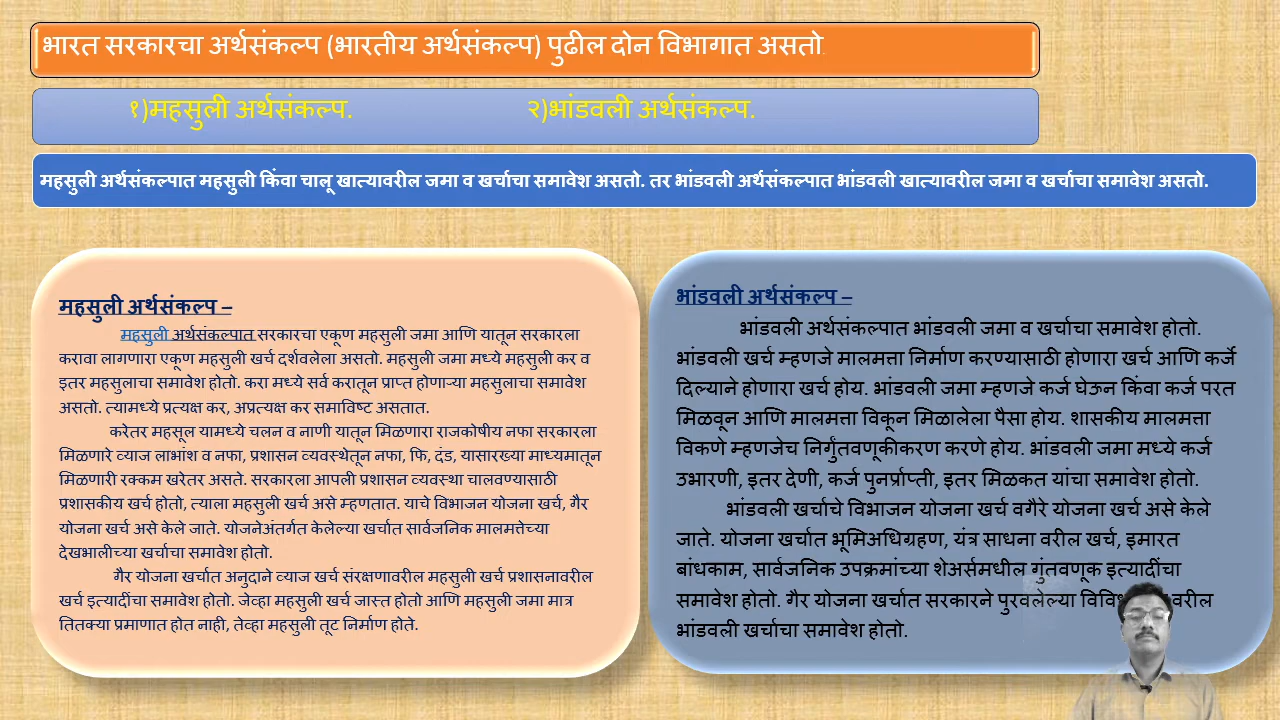 भारत सरकारचा अर्थसंकल्प (भारतीय अर्थसंकल्प) पुढील दोन विभागात असतो
१)महसुली अर्थसंकल्प. २)भांडवली अर्थसंकल्प.
महसुली अर्थसंकल्पात महसुली किंवा चालू खात्यावरील जमा व खर्चाचा समावेश असतो. तर भांडवली अर्थसंकल्पात भांडवली खात्यावरील जमा व खर्चाचा समावेश असतो.
महसुली अर्थसंकल्प –
महसुली अर्थसंकल्पात सरकारचा एकूण महसुली जमा आणि यातून सरकारला
करावा लागणारा एकूण महसुली खर्च दर्शवलेला असतो. महसुली जमा मध्ये महसुली कर व
इतर महसुलाचा समावेश होतो. करा मध्ये सर्व करातून प्राप्त होणाऱ्या महसुलाचा समावेश
असतो. त्यामध्ये प्रत्यक्ष कर, अप्रत्यक्ष कर समाविष्ट असतात.
करेतर महसूल यामध्ये चलन व नाणी यातून मिळणारा राजकोषीय नफा सरकारला
मिळणारे व्याज लाभांश व नफा, प्रशासन व्यवस्थेतून नफा, फि, दंड, यासारख्या माध्यमातून
मिळणारी रक्कम खरेतर असते. सरकारला आपली प्रशासन व्यवस्था चालवण्यासाठी
प्रशासकीय खर्च होतो, त्याला महसुली खर्च असे म्हणतात. याचे विभाजन योजना खर्च, गैर
योजना खर्च असे केले जाते. योजनेअंतर्गत केलेल्या खर्चात सार्वजनिक मालमत्तेच्या
देखभालीच्या खर्चाचा समावेश होतो.
गैर योजना खर्चात अनुदाने व्याज खर्च संरक्षणावरील महसुली खर्च प्रशासनावरील
खर्च इत्यादींचा समावेश होतो. जेव्हा महसुली खर्च जास्त होतो आणि महसुली जमा मात्र
तितक्या प्रमाणात होत नाही, तेव्हा महसुली तूट निर्माण होते.
भांडवली अर्थसंकल्प –
भांडवली अर्थसंकल्पात भांडवली जमा व खर्चाचा समावेश होतो.
भांडवली खर्च म्हणजे मालमत्ता निर्माण करण्यासाठी होणारा खर्च आणि कर्जे
दिल्याने होणारा खर्च होय. भांडवली जमा म्हणजे कर्ज घेऊन किंवा कर्ज परत
मिळवून आणि मालमत्ता विकून मिळालेला पैसा होय. शासकीय मालमत्ता
विकणे म्हणजेच निर्गुंतवणूकीकरण करणे होय. भांडवली जमा मध्ये कर्ज
उभारणी, इतर देणी, कर्ज पुनर्प्राप्ती, इतर मिळकत यांचा समावेश होतो.
भांडवली खर्चाचे विभाजन योजना खर्च वगैरे योजना खर्च असे केले
जाते. योजना खर्चात भूमिअधिग्रहण, यंत्र साधना वरील खर्च, इमारत
बांधकाम, सार्वजनिक उपक्रमांच्या शेअर्समधील गुंतवणूक इत्यादींचा
समावेश होतो. गैर योजना खर्चात सरकारने पुरवलेल्या वरील
भांडवली खर्चाचा समावेश होतो.